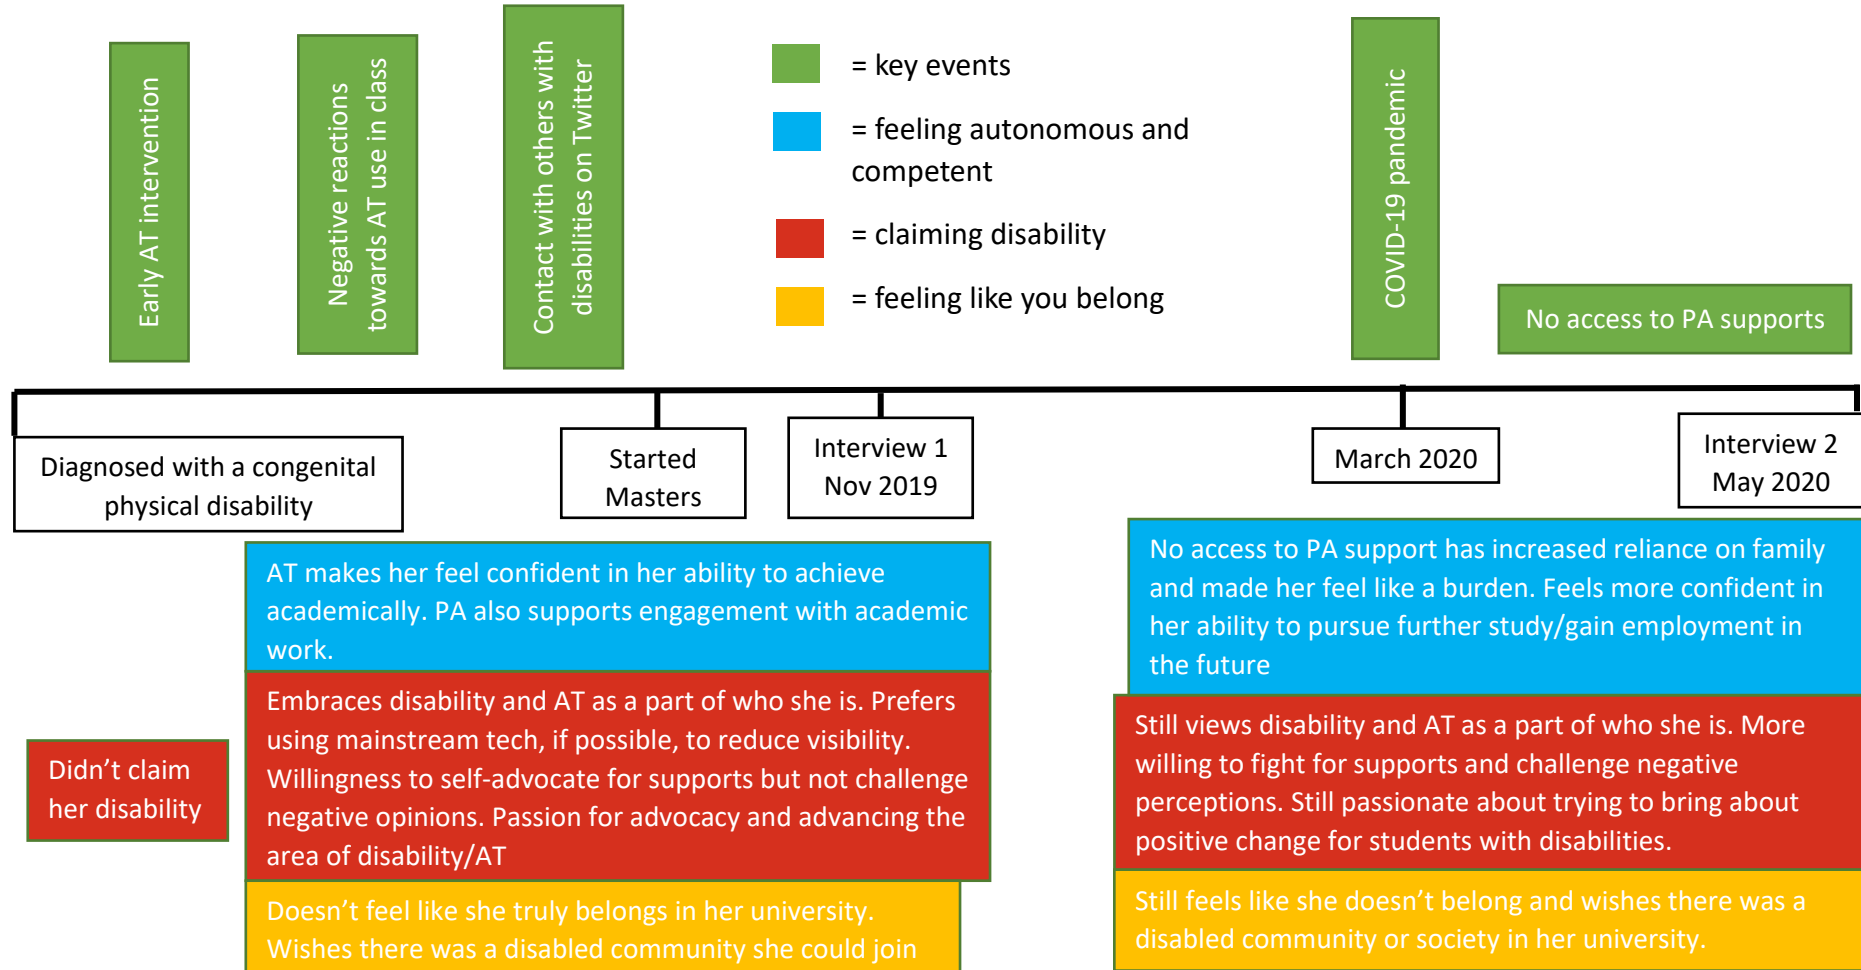 Early AT intervention
Negative reactions
towards AT use in class
Contact with others with
disabilities on Twitter
= key events
= feeling autonomous and
competent
= claiming disability
= feeling like you belong
COVID-19 pandemic
No access to PA supports
Diagnosed with a congenital
physical disability
Started
Masters
Interview 1
Nov 2019
March 2020
Interview 2
May 2020
Didn’t claim
her disability
AT makes her feel confident in her ability to achieve
academically. PA also supports engagement with academic
work.
Embraces disability and AT as a part of who she is. Prefers
using mainstream tech, if possible, to reduce visibility.
Willingness to self-advocate for supports but not challenge
negative opinions. Passion for advocacy and advancing the
area of disability/AT
Doesn’t feel like she truly belongs in her university.
Wishes there was a disabled community she could join
No access to PA support has increased reliance on family
and made her feel like a burden. Feels more confident in
her ability to pursue further study/gain employment in
the future
Still views disability and AT as a part of who she is. More
willing to fight for supports and challenge negative
perceptions. Still passionate about trying to bring about
positive change for students with disabilities.
Still feels like she doesn’t belong and wishes there was a
disabled community or society in her university.